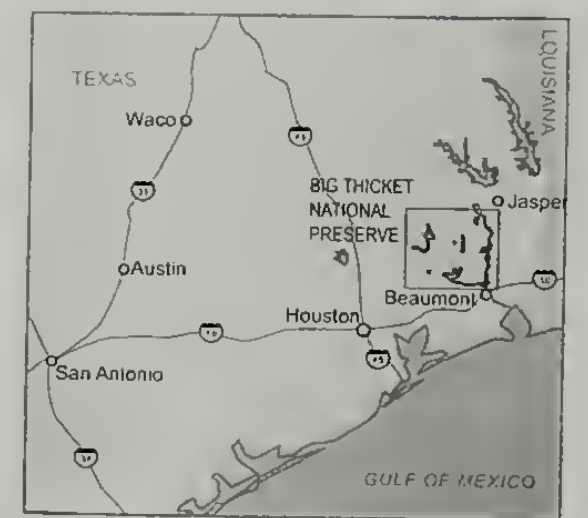 TEXAS
LOUISIANA
Waco
BIG THICKET
NATIONAL
PRESERVE
Jasper
Austin
Beaumont
Houston
San Antonio
GULF OF MEXICO